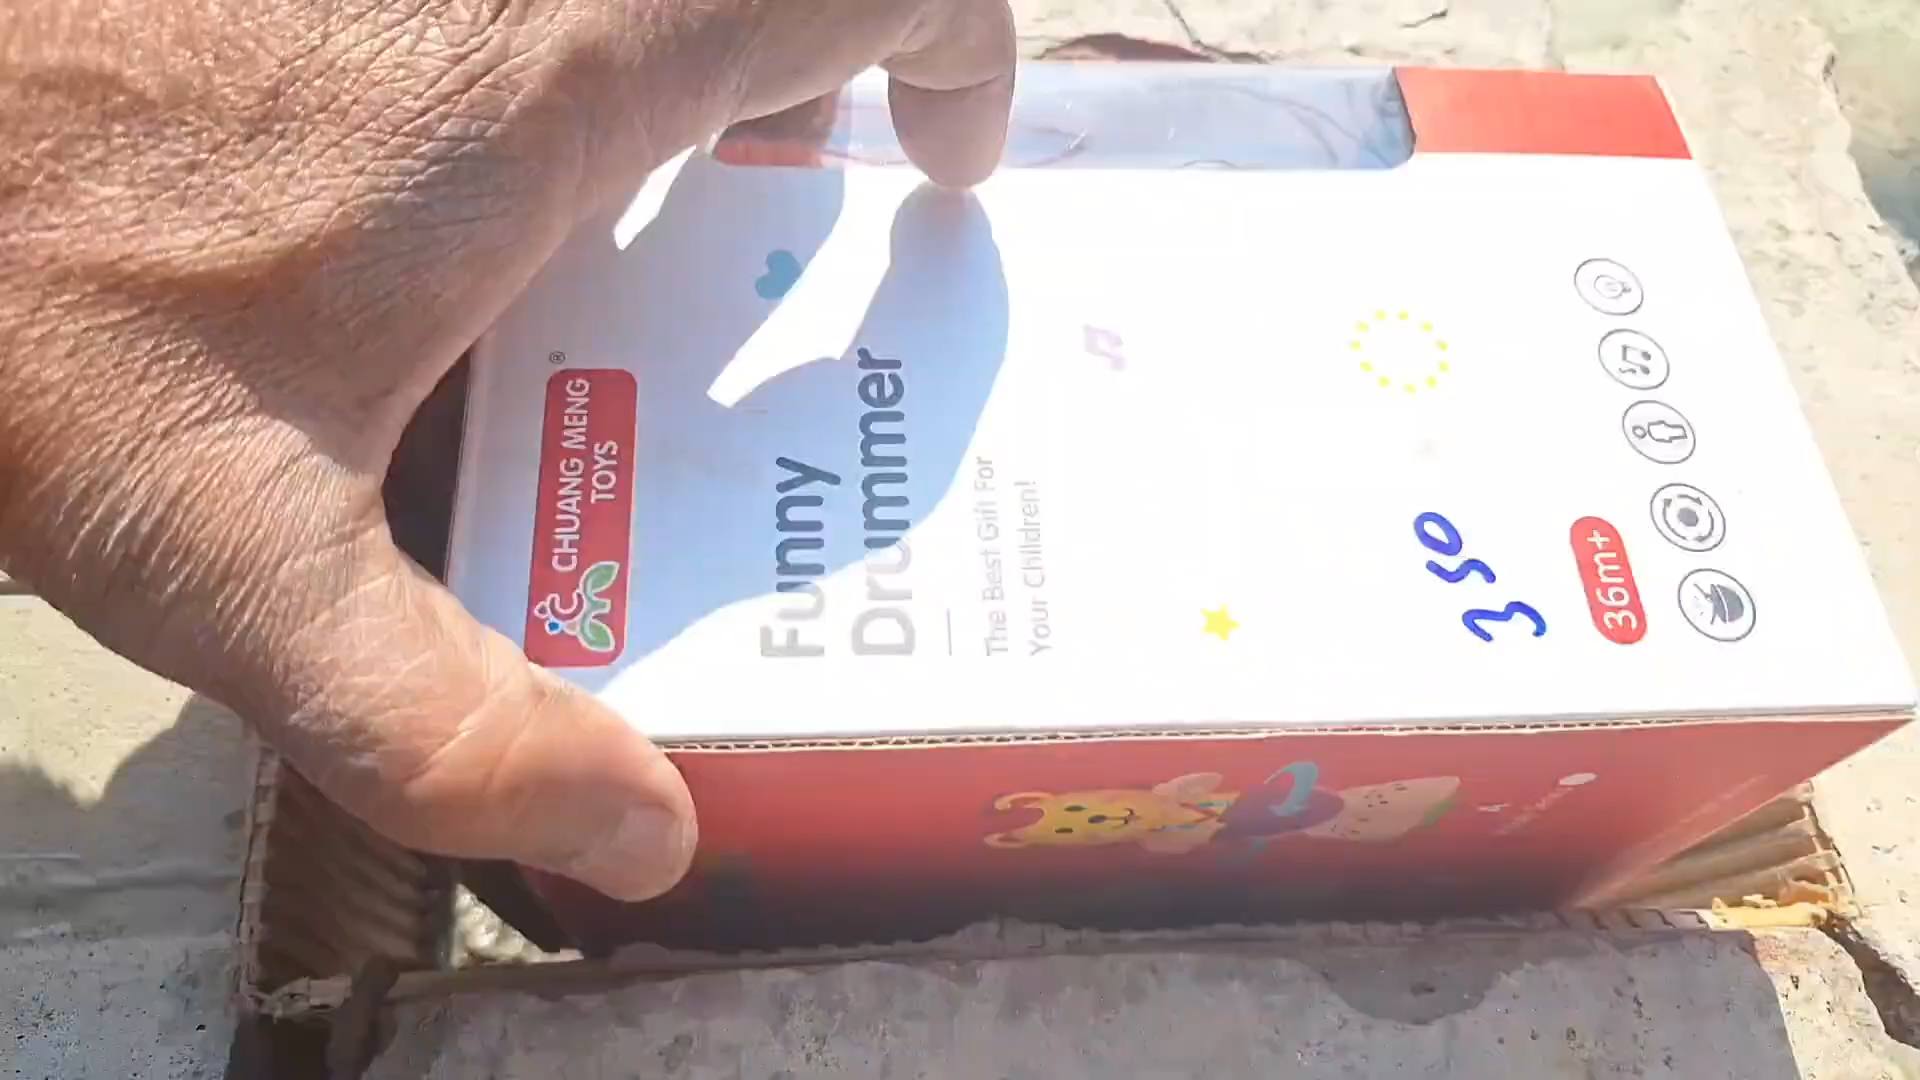 CHUANG MENG
TOYS
®
Funny
Drummer
The Best Gift For
Your Children!
350
36m+